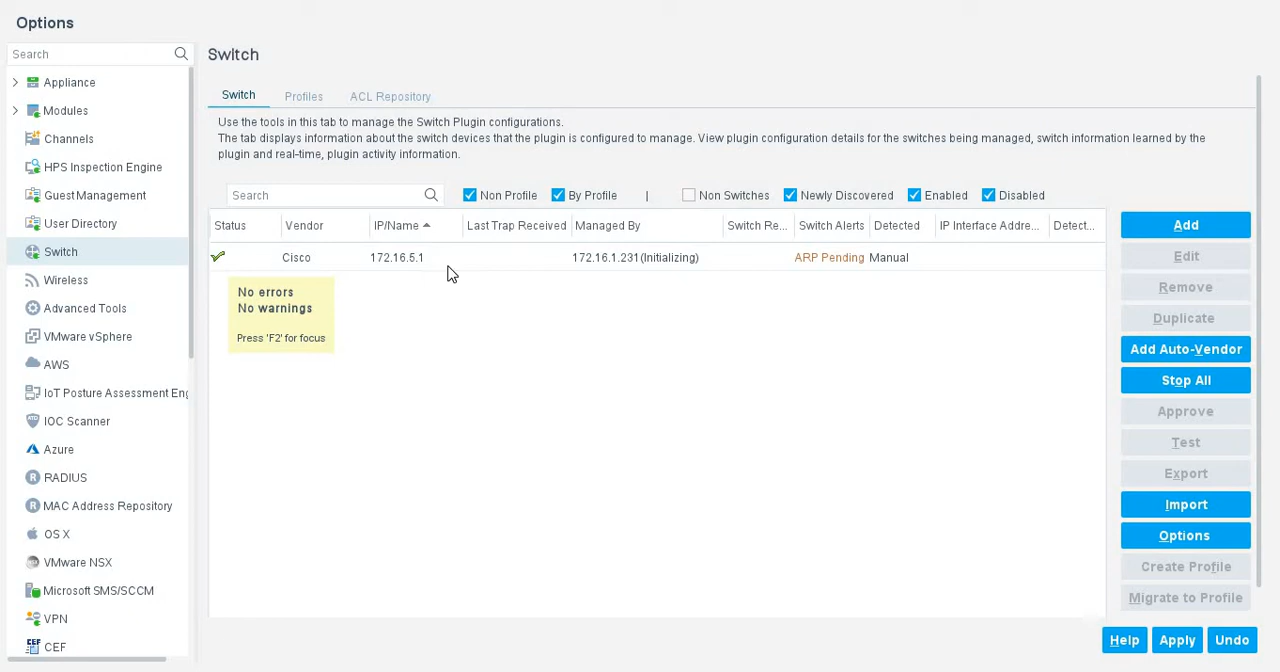 Options
Search
Appliance
Modules
Channels
HPS Inspection Engine
Guest Management
User Directory
Switch
Wireless
Advanced Tools
VMware vSphere
AWS
IoT Posture Assessment Eng
IOC Scanner
Azure
RADIUS
MAC Address Repository
OS X
VMware NSX
Microsoft SMS/SCCM
VPN
CEF
Switch
Switch Profiles ACL Repository
Use the tools in this tab to manage the Switch Plugin configurations.
The tab displays information about the switch devices that the plugin is configured to manage. View plugin configuration details for the switches being managed, switch information learned by the
plugin and real-time, plugin activity information.
Search Non Profile By Profile | Non Switches Newly Discovered Enabled Disabled
Status Vendor IP/Name Last Trap Received Managed By Switch Re... Switch Alerts Detected IP Interface Addre... Detect...
Cisco 172.16.5.1 172.16.1.231(Initializing) ARP Pending Manual
No errors
No warnings
Press 'F2' for focus
Add
Edit
Remove
Duplicate
Add Auto-Vendor
Stop All
Approve
Test
Export
Import
Options
Create Profile
Migrate to Profile
Help Apply Undo